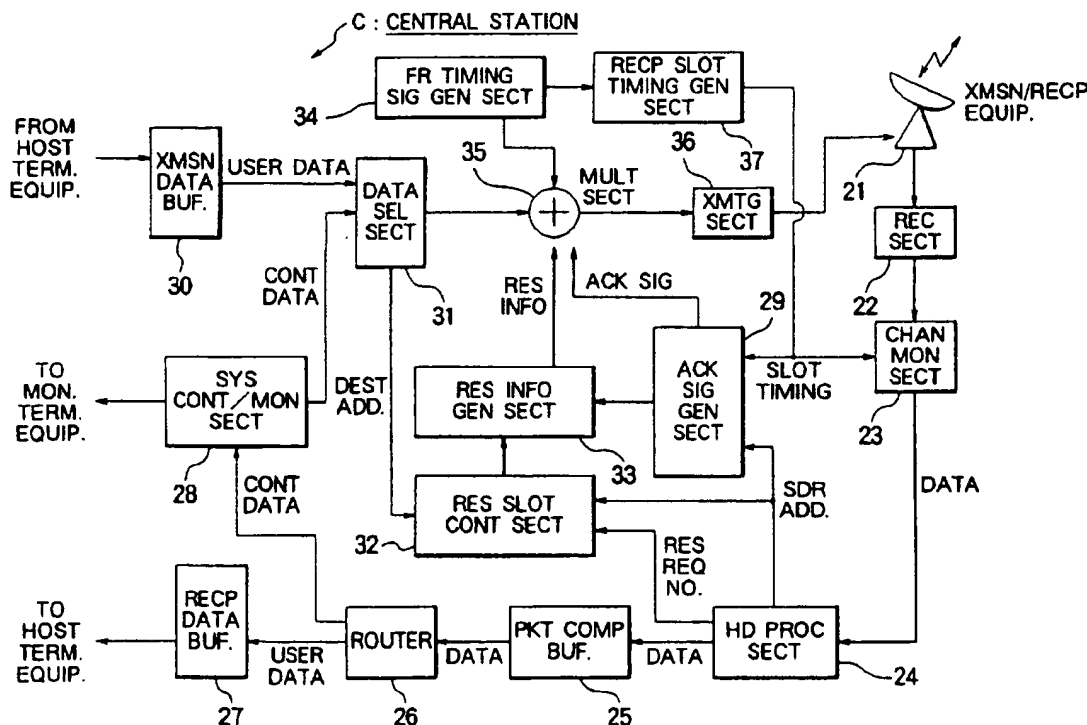 C : CENTRAL STATION
FR TIMING
SIG GEN SECT
34
RECP SLOT
TIMING GEN
SECT
37
XMSN/RECP
EQUIP.
21
FROM
HOST
TERM.
EQUIP.
XMSN
DATA
BUF.
30
USER DATA
DATA
SEL
SECT
31
35
MULT
SECT
36
XMTG
SECT
REC
SECT
22
CONT
DATA
RES
INFO
ACK SIG
29
CHAN
MON
SECT
23
TO
MON.
TERM.
EQUIP.
SYS
CONT/MON
SECT
28
DEST
ADD.
RES INFO
GEN SECT
33
ACK
SIG
GEN
SECT
SLOT
TIMING
CONT
DATA
RES SLOT
CONT SECT
32
SDR
ADD.
DATA
RES
REQ
NO.
TO
HOST
TERM.
EQUIP.
RECP
DATA
BUF.
27
USER
DATA
ROUTER
26
DATA
PKT COMP
BUF.
25
DATA
HD PROC
SECT
24